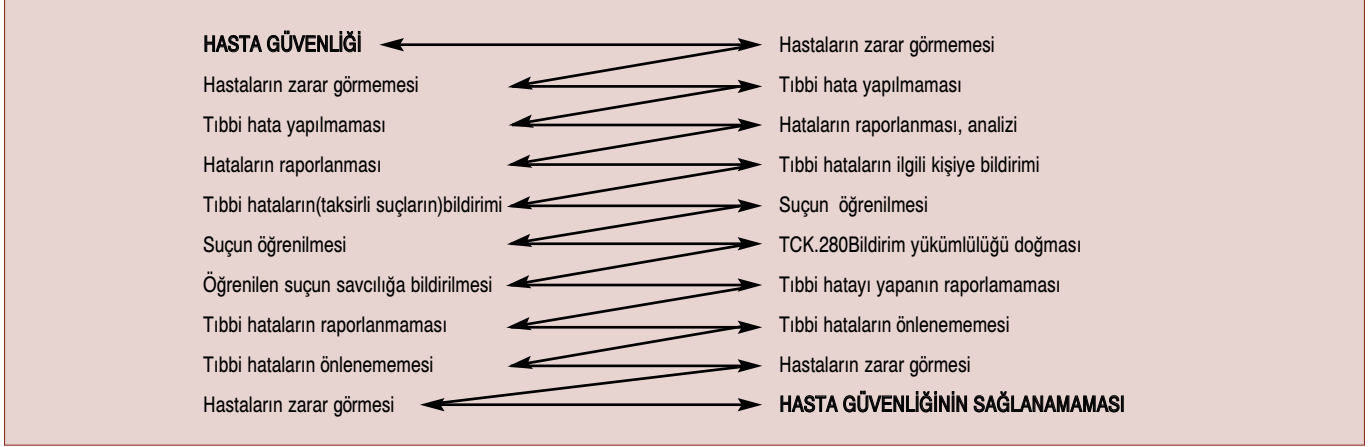 HASTA GÜVENLİĞİ Hastaların zarar görmemesi
Hastaların zarar görmemesi Tıbbi hata yapılmaması
Tıbbi hata yapılmaması Hataların raporlanması, analizi
Hataların raporlanması Tıbbi hataların ilgili kişiye bildirimi
Tıbbi hataların(taksirli suçların)bildirimi Suçun öğrenilmesi
Suçun öğrenilmesi TCK.280Bildirim yükümlülüğü doğması
Öğrenilen suçun savcılığa bildirilmesi Tıbbi hatayı yapanın raporlamaması
Tıbbi hataların raporlanmaması Tıbbi hataların önlenememesi
Tıbbi hataların önlenememesi Hastaların zarar görmesi
Hastaların zarar görmesi HASTA GÜVENLİĞİNİN SAĞLANAMAMASI